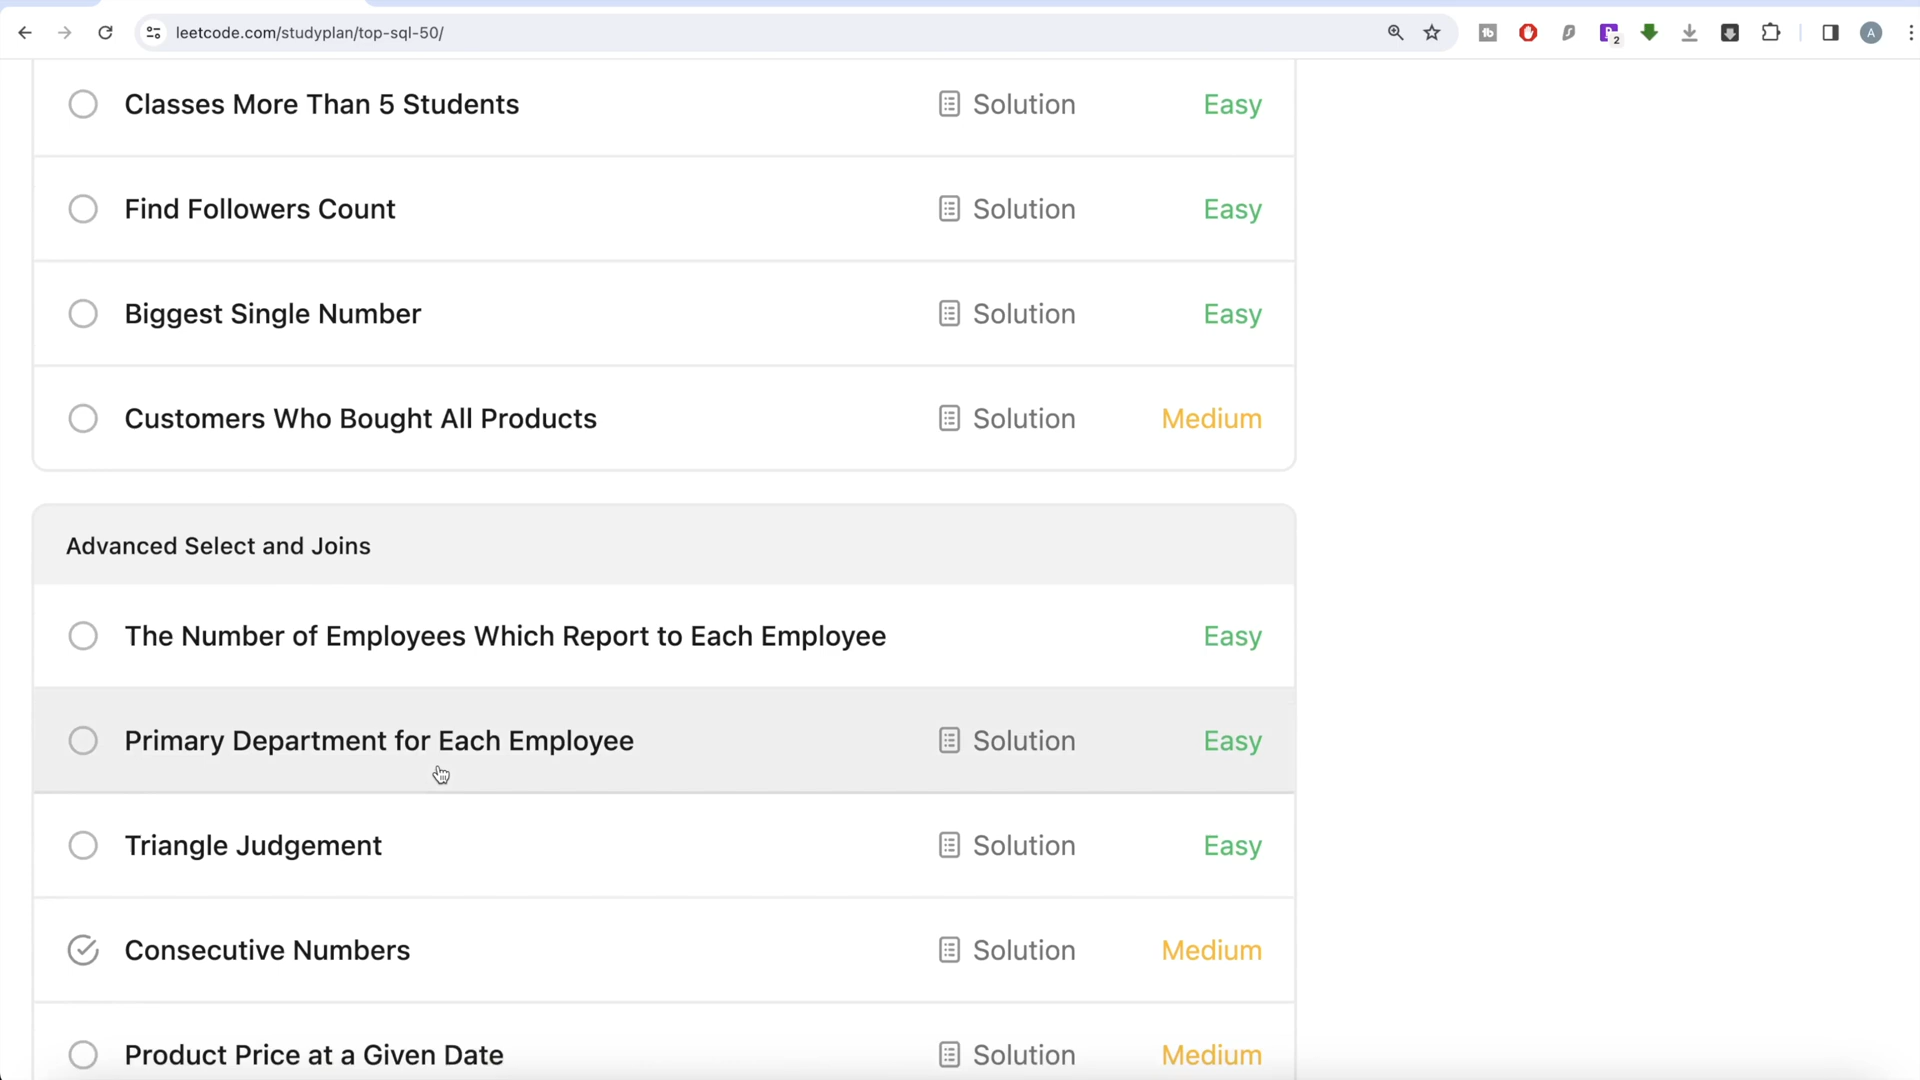 leetcode.com/studyplan/top-sql-50/
2
A
Classes More Than 5 Students Solution Easy
Find Followers Count Solution Easy
Biggest Single Number Solution Easy
Customers Who Bought All Products Solution Medium
Advanced Select and Joins
The Number of Employees Which Report to Each Employee Easy
Primary Department for Each Employee Solution Easy
Triangle Judgement Solution Easy
Consecutive Numbers Solution Medium
Product Price at a Given Date Solution Medium